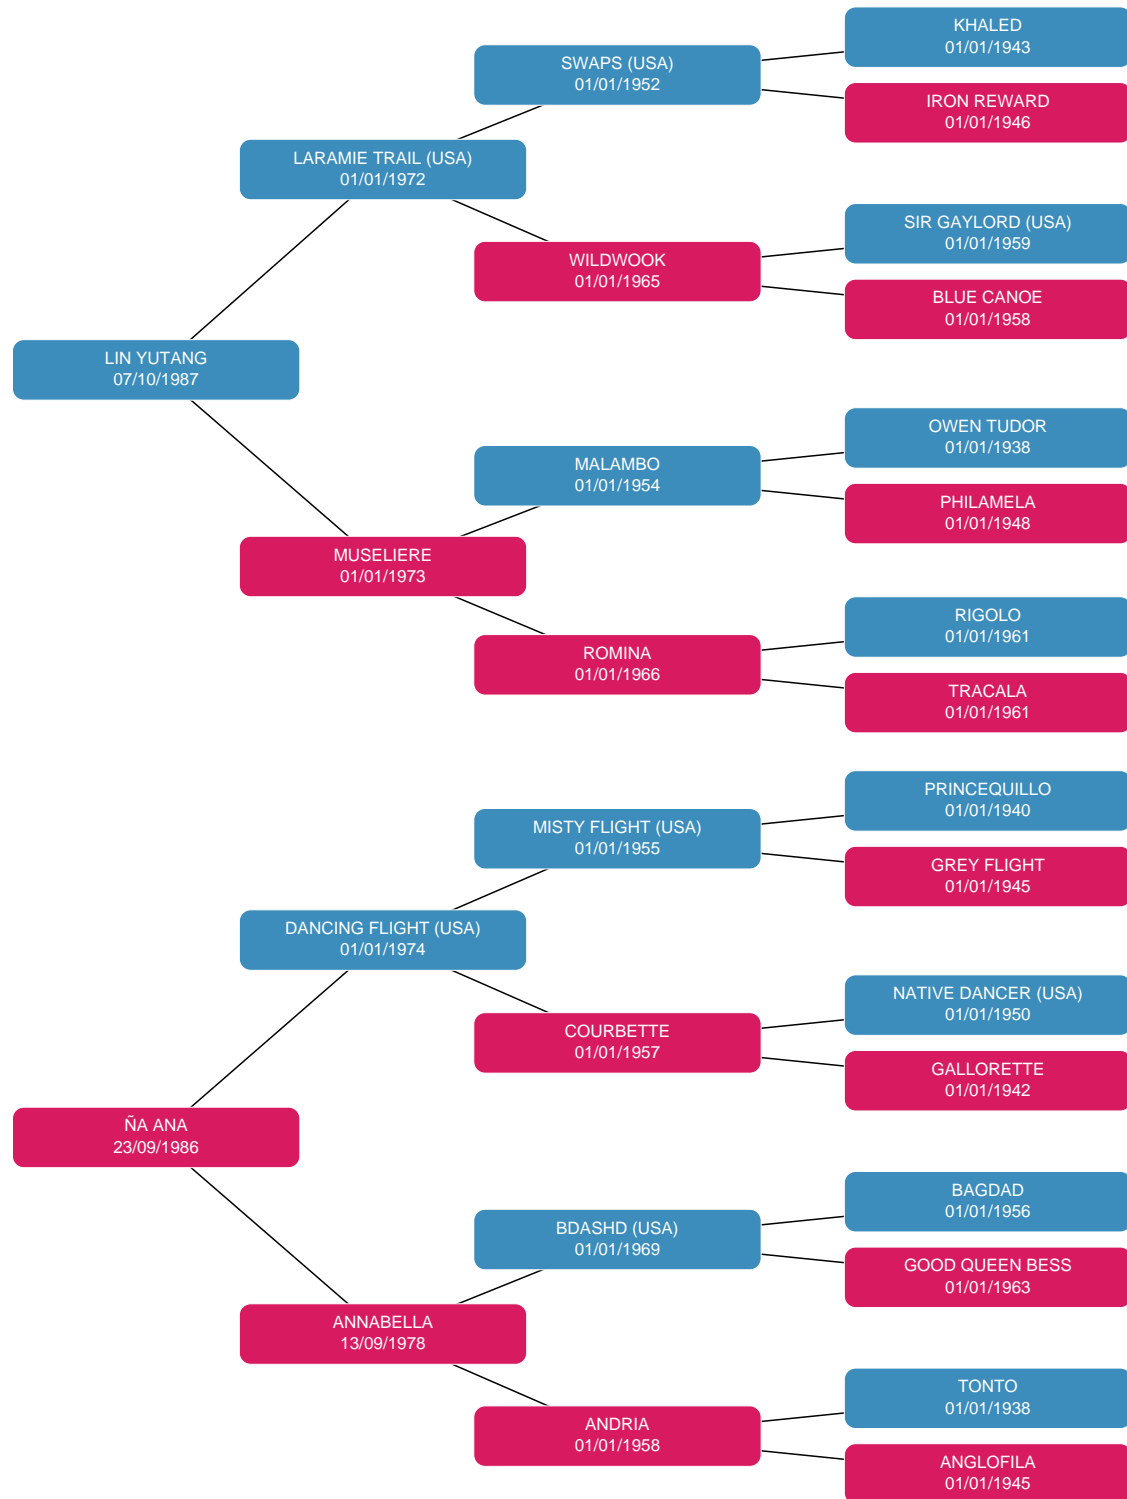 KHALED
01/01/1943
SWAPS (USA)
01/01/1952
IRON REWARD
01/01/1946
LARAMIE TRAIL (USA)
01/01/1972
SIR GAYLORD (USA)
01/01/1959
WILDWOOK
01/01/1965
BLUE CANOE
01/01/1958
LIN YUTANG
07/10/1987
OWEN TUDOR
01/01/1938
MALAMBO
01/01/1954
PHILAMELA
01/01/1948
MUSELIERE
01/01/1973
RIGOLO
01/01/1961
ROMINA
01/01/1966
TRACALA
01/01/1961
PRINCEQUILLO
01/01/1940
MISTY FLIGHT (USA)
01/01/1955
GREY FLIGHT
01/01/1945
DANCING FLIGHT (USA)
01/01/1974
NATIVE DANCER (USA)
01/01/1950
COURBETTE
01/01/1957
GALLORETTE
01/01/1942
ÑA ANA
23/09/1986
BAGDAD
01/01/1956
BDASHD (USA)
01/01/1969
GOOD QUEEN BESS
01/01/1963
ANNABELLA
13/09/1978
TONTO
01/01/1938
ANDRIA
01/01/1958
ANGLOFILA
01/01/1945